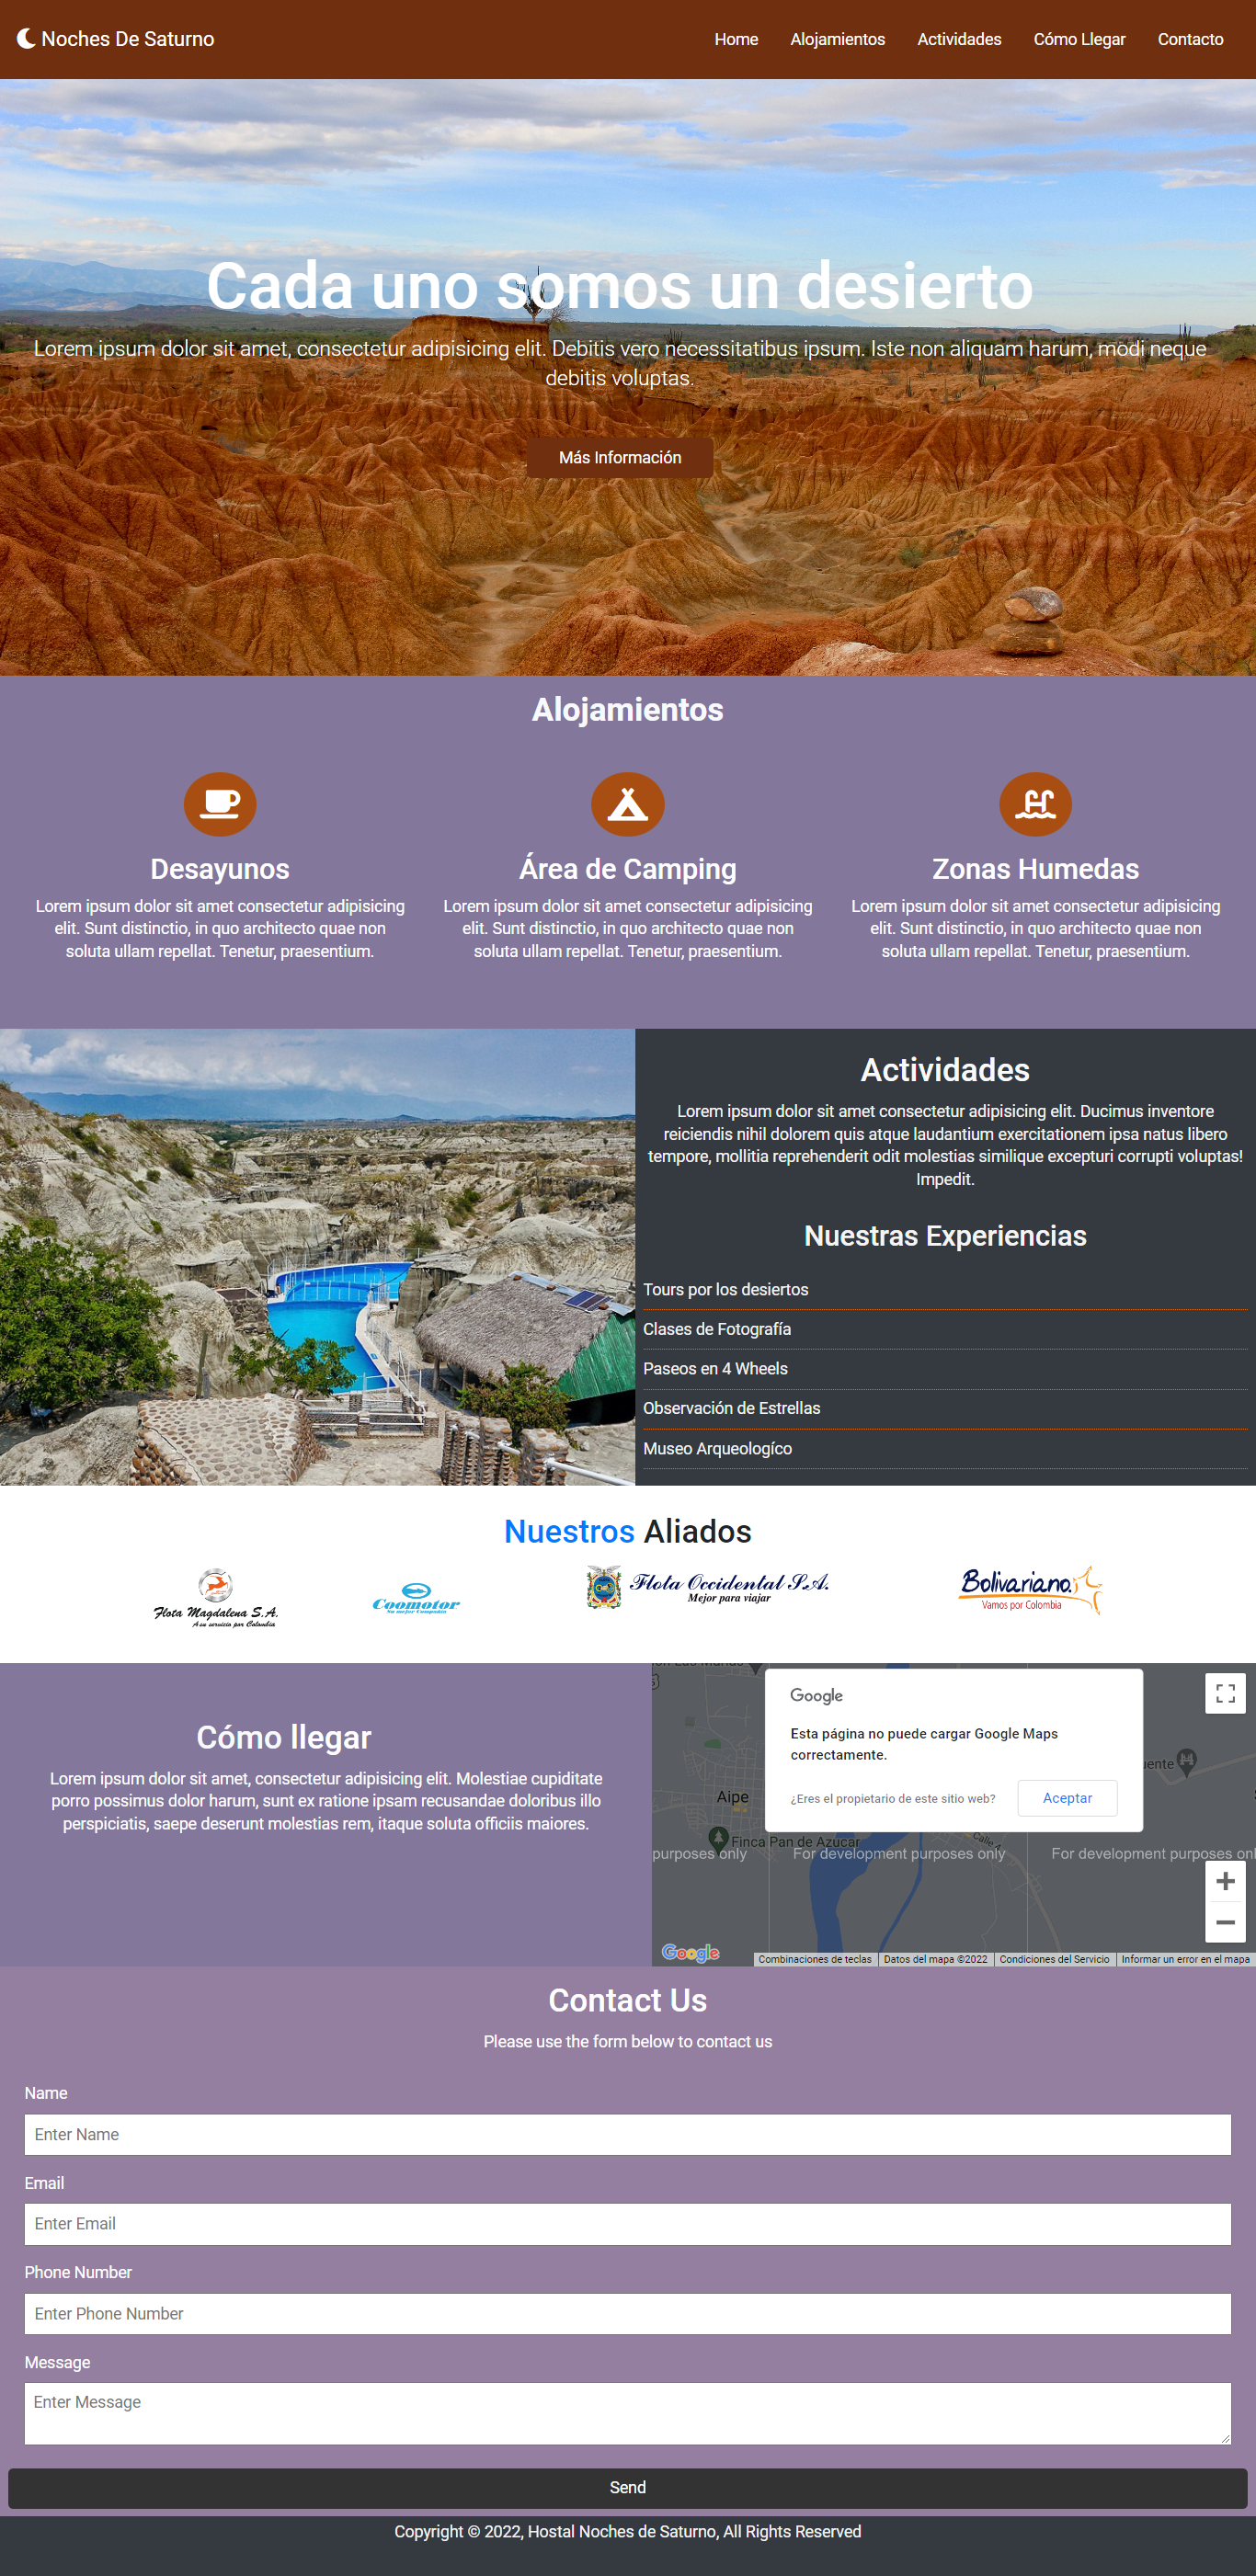 Noches De Saturno
Home Alojamientos Actividades Cómo Llegar Contacto
Cada uno somos un desierto
Lorem ipsum dolor sit amet, consectetur adipisicing elit. Debitis vero necessitatibus ipsum. Iste non aliquam harum, modi neque
debitis voluptas.
Más Información
Alojamientos
Desayunos
Lorem ipsum dolor sit amet consectetur adipisicing
elit. Sunt distinctio, in quo architecto quae non
soluta ullam repellat. Tenetur, praesentium.
Área de Camping
Lorem ipsum dolor sit amet consectetur adipisicing
elit. Sunt distinctio, in quo architecto quae non
soluta ullam repellat. Tenetur, praesentium.
Zonas Humedas
Lorem ipsum dolor sit amet consectetur adipisicing
elit. Sunt distinctio, in quo architecto quae non
soluta ullam repellat. Tenetur, praesentium.
Actividades
Lorem ipsum dolor sit amet consectetur adipisicing elit. Ducimus inventore
reiciendis nihil dolorem quis atque laudantium exercitationem ipsa natus libero
tempore, mollitia reprehenderit odit molestias similique excepturi corrupti voluptas!
Impedit.
Nuestras Experiencias
Tours por los desiertos
Clases de Fotografía
Paseos en 4 Wheels
Observación de Estrellas
Museo Arqueologíco
Nuestros Aliados
Flota Magdalena S.A.
A su servicio por Colombia
Coomotor
Su mejor Compañía
Flota Occidental S.A.
Mejor para viajar
Bolivariano
Vamos por Colombia
Cómo llegar
Lorem ipsum dolor sit amet, consectetur adipisicing elit. Molestiae cupiditate
porro possimus dolor harum, sunt ex ratione ipsam recusandae doloribus illo
perspiciatis, saepe deserunt molestias rem, itaque soluta officiis maiores.
Google
Esta página no puede cargar Google Maps
correctamente.
¿Eres el propietario de este sitio web?
Aceptar
Aipe
Finca Pan de Azucar
Calle 4
purposes only
For development purposes only
For development purposes onl
Google
Combinaciones de teclas
Datos del mapa ©2022
Condiciones del Servicio
Informar un error en el mapa
Contact Us
Please use the form below to contact us
Name
Enter Name
Email
Enter Email
Phone Number
Enter Phone Number
Message
Enter Message
Send
Copyright © 2022, Hostal Noches de Saturno, All Rights Reserved